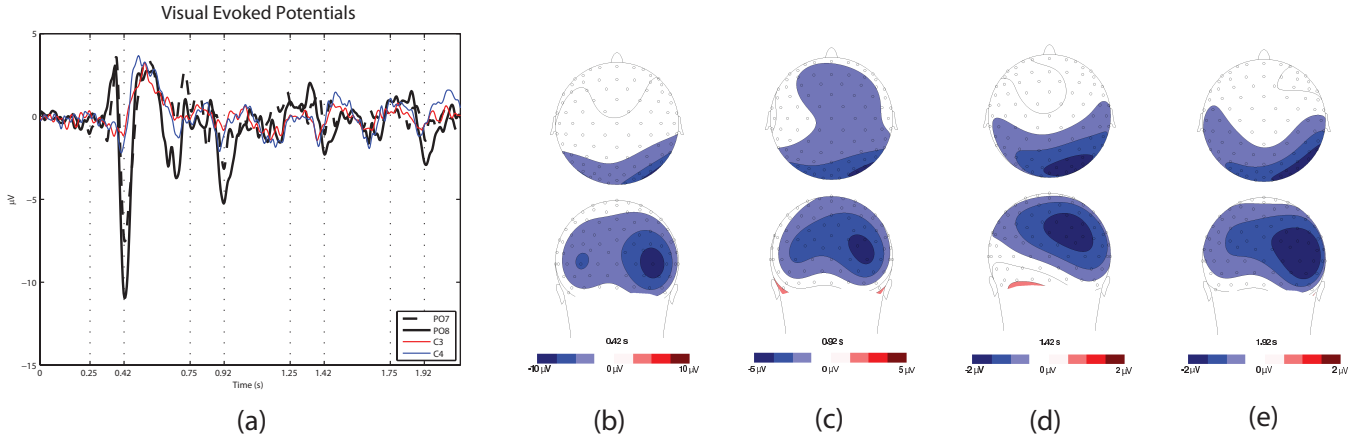 Visual Evoked Potentials
5
0
−5
−10
−15
μV
PO7
PO8
C3
C4
0 0.25 0.42 0.75 0.92 1.25 1.42 1.75 1.92
Time (s)
0.42 s
-10 μV 0 μV 10 μV
0.92 s
-5 μV 0 μV 5 μV
1.42 s
-2 μV 0 μV 2 μV
1.92 s
-2 μV 0 μV 2 μV
(a) (b) (c) (d) (e)